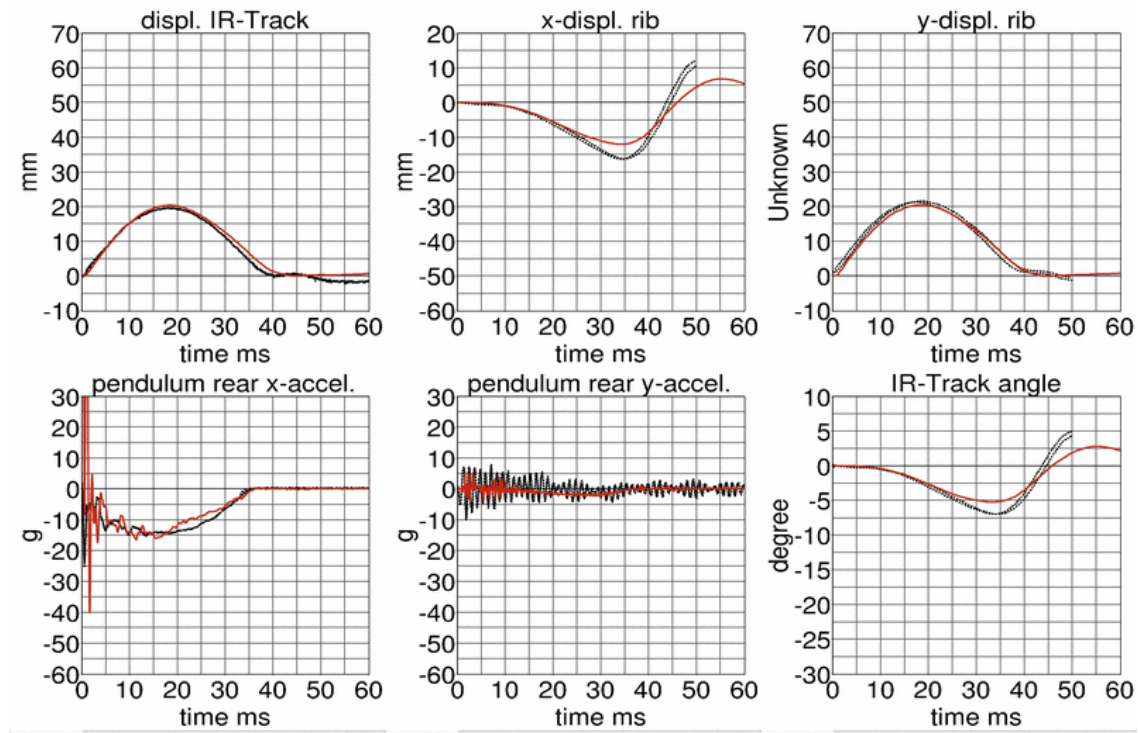 displ. IR-Track
x-displ. rib
y-displ. rib
70
60
50
40
30
20
10
0
-10
mm
0 10 20 30 40 50 60
time ms
20
10
0
-10
-20
-30
-40
-50
-60
mm
0 10 20 30 40 50 60
time ms
70
60
50
40
30
20
10
0
-10
Unknown
0 10 20 30 40 50 60
time ms
pendulum rear x-accel.
pendulum rear y-accel.
IR-Track angle
30
20
10
0
-10
-20
-30
-40
-50
-60
g
0 10 20 30 40 50 60
time ms
30
20
10
0
-10
-20
-30
-40
-50
-60
g
0 10 20 30 40 50 60
time ms
10
5
0
-5
-10
-15
-20
-25
-30
degree
0 10 20 30 40 50 60
time ms